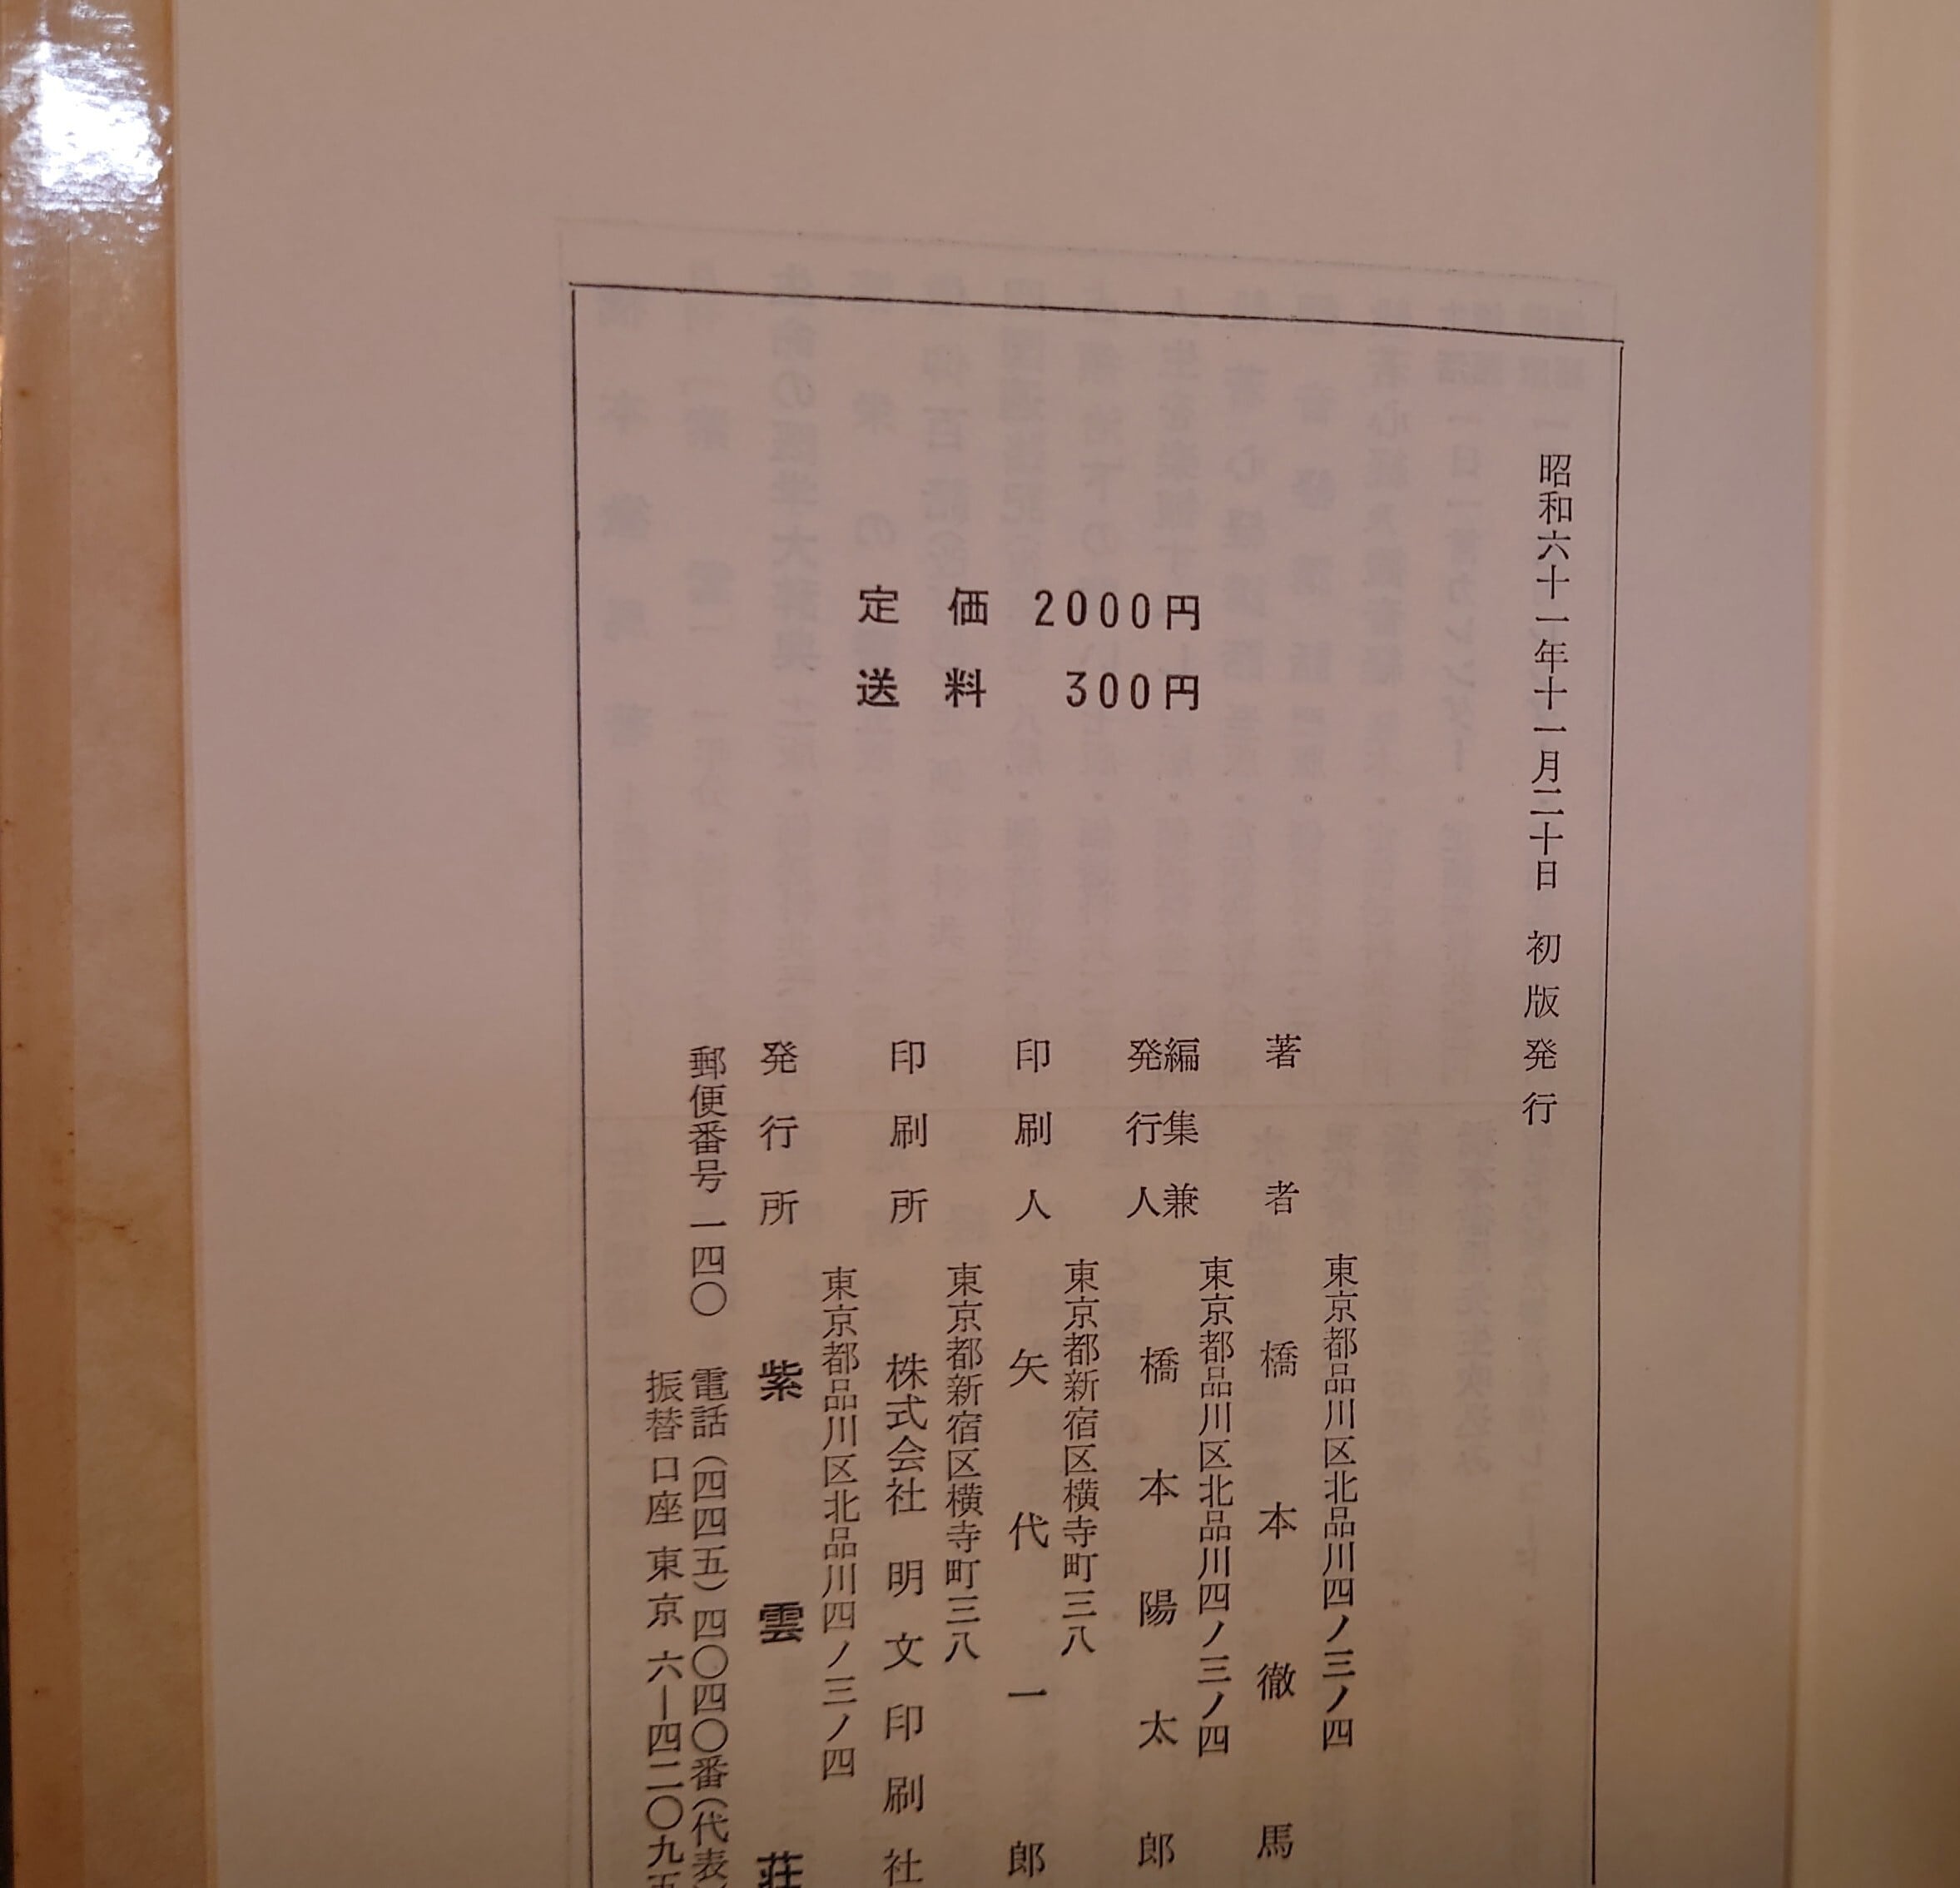 昭和六十一年十一月二十日 初版発行
定価 2000円
送料 300円
東京都品川区北品川四ノ三ノ四
著者 橋本徹馬
東京都品川区北品川四ノ三ノ四
編集兼
発行人 橋本陽太郎
東京都新宿区横寺町三八
印刷人 矢代一郎
東京都新宿区横寺町三八
印刷所 株式会社 明文印刷社
東京都品川区北品川四ノ三ノ四
発行所 紫雲荘
郵便番号一四〇 電話(四四五)四〇四〇番(代表)
振替口座 東京 六―四二〇九五